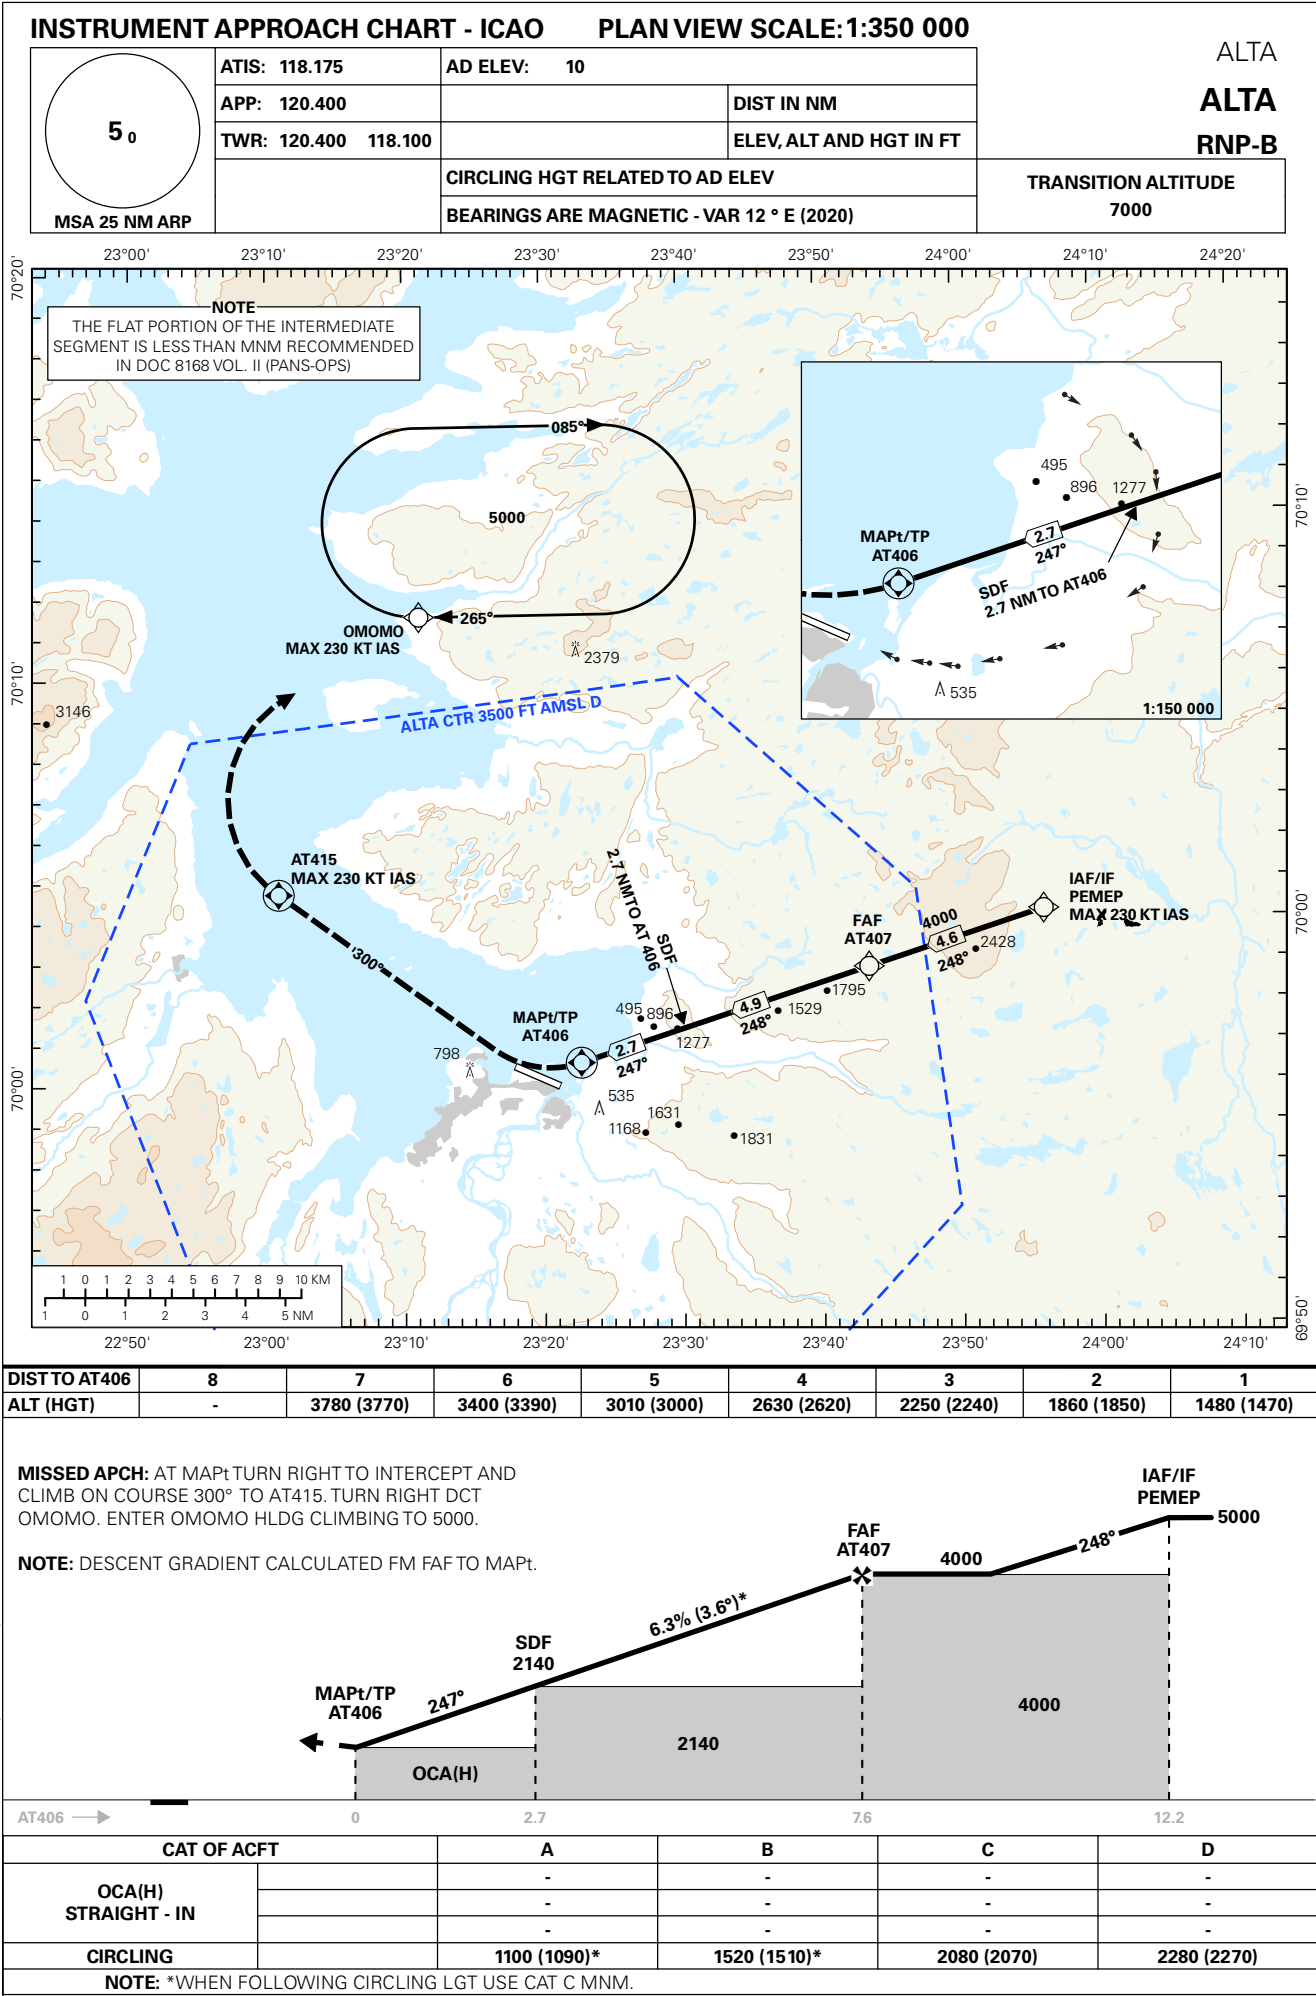 INSTRUMENT APPROACH CHART - ICAO PLAN VIEW SCALE: 1:350 000
ALTA
ALTA
RNP-B
5 0
MSA 25 NM ARP
ATIS: 118.175
AD ELEV: 10
APP: 120.400
DIST IN NM
TWR: 120.400 118.100
ELEV, ALT AND HGT IN FT
CIRCLING HGT RELATED TO AD ELEV
BEARINGS ARE MAGNETIC - VAR 12 ° E (2020)
TRANSITION ALTITUDE
7000
23°00' 23°10' 23°20' 23°30' 23°40' 23°50' 24°00' 24°10' 24°20'
70°20'
NOTE
THE FLAT PORTION OF THE INTERMEDIATE
SEGMENT IS LESS THAN MNM RECOMMENDED
IN DOC 8168 VOL. II (PANS-OPS)
085°
5000
265°
OMOMO
MAX 230 KT IAS
2379
495
896
1277
MAPt/TP
AT406
2.7
247°
SDF
2.7 NM TO AT406
535
1:150 000
70°10'
70°10'
3146
ALTA CTR 3500 FT AMSL D
AT415
MAX 230 KT IAS
300°
2.7 NMTO AT 406
SDF
IAF/IF
PEMEP
MAX 230 KT IAS
FAF
AT407
4000
4.6
248°
2428
70°00'
1795
1529
4.9
248°
495
896
1277
MAPt/TP
AT406
2.7
247°
798
535
1631
1168
1831
70°00'
1 0 1 2 3 4 5 6 7 8 9 10 KM
1 0 1 2 3 4 5 NM
69°50'
22°50' 23°00' 23°10' 23°20' 23°30' 23°40' 23°50' 24°00' 24°10'
DIST TO AT406 8 7 6 5 4 3 2 1
ALT (HGT) - 3780 (3770) 3400 (3390) 3010 (3000) 2630 (2620) 2250 (2240) 1860 (1850) 1480 (1470)
MISSED APCH: AT MAPt TURN RIGHT TO INTERCEPT AND
CLIMB ON COURSE 300° TO AT415. TURN RIGHT DCT
OMOMO. ENTER OMOMO HLDG CLIMBING TO 5000.
NOTE: DESCENT GRADIENT CALCULATED FM FAF TO MAPt.
IAF/IF
PEMEP
5000
248°
FAF
AT407
4000
6.3% (3.6°)*
SDF
2140
247°
MAPt/TP
AT406
4000
2140
OCA(H)
AT406 0 2.7 7.6 12.2
CAT OF ACFT A B C D
OCA(H)
STRAIGHT - IN
- - - -
- - - -
- - - -
CIRCLING 1100 (1090)* 1520 (1510)* 2080 (2070) 2280 (2270)
NOTE: *WHEN FOLLOWING CIRCLING LGT USE CAT C MNM.